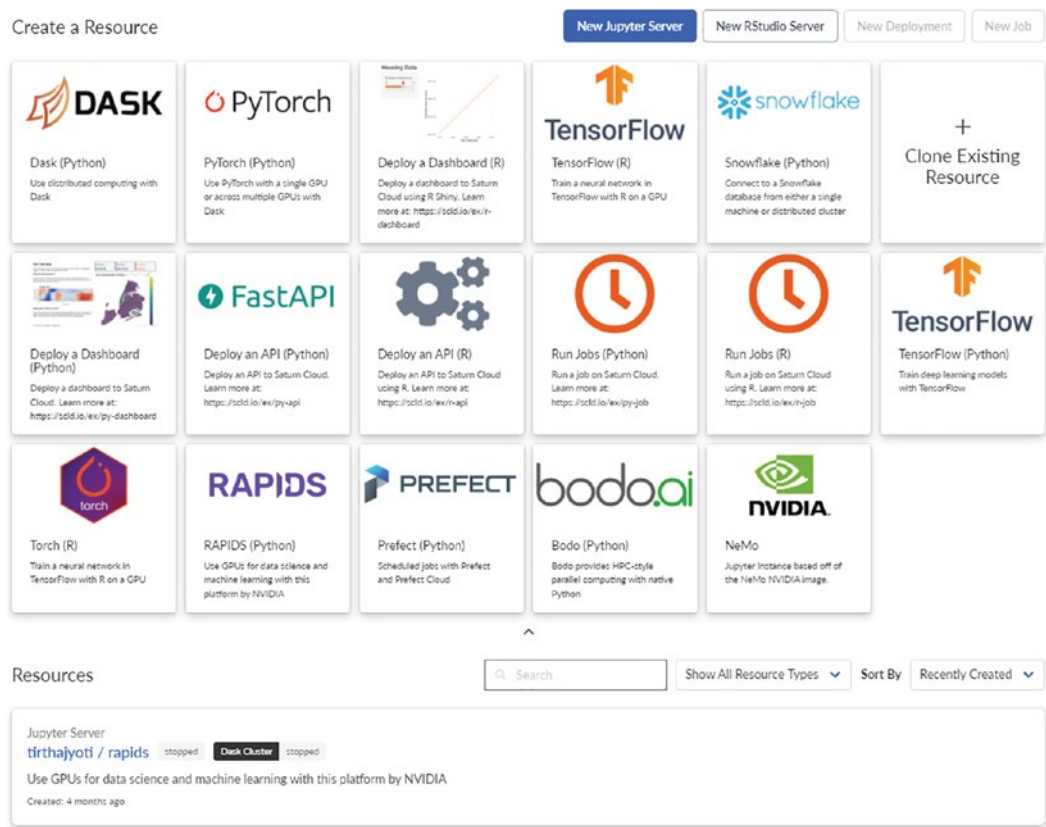 Create a Resource
New Jupyter Server
New RStudio Server
New Deployment
New Job
DASK
Dask (Python)
Use distributed computing with
Dask
PyTorch
PyTorch (Python)
Use PyTorch with a single GPU
or across multiple GPUs with
Dask
Housing Data
Deploy a Dashboard (R)
Deploy a dashboard to Saturn
Cloud using R Shiny. Learn
more at: https://scld.io/ex/r-
dashboard
TensorFlow
TensorFlow (R)
Train a neural network in
TensorFlow with R on a GPU
snowflake
Snowflake (Python)
Connect to a Snowflake
database from either a single
machine or distributed cluster
+
Clone Existing
Resource
Deploy a Dashboard
(Python)
Deploy a dashboard to Saturn
Cloud. Learn more at:
https://scld.io/ex/py-dashboard
FastAPI
Deploy an API (Python)
Deploy an API to Saturn Cloud.
Learn more at:
https://scld.io/ex/py-api
Deploy an API (R)
Deploy an API to Saturn Cloud
using R. Learn more at:
https://scld.io/ex/r-api
Run Jobs (Python)
Run a job on Saturn Cloud.
Learn more at:
https://scld.io/ex/py-job
Run Jobs (R)
Run a job on Saturn Cloud
using R. Learn more at:
https://scld.io/ex/r-job
TensorFlow
TensorFlow (Python)
Train deep learning models
with TensorFlow
torch
Torch (R)
Train a neural network in
TensorFlow with R on a GPU
RAPIDS
RAPIDS (Python)
Use GPUs for data science and
machine learning with this
platform by NVIDIA
PREFECT
Prefect (Python)
Scheduled jobs with Prefect
and Prefect Cloud
bodo.ai
Bodo (Python)
Bodo provides HPC-style
parallel computing with native
Python
NVIDIA.
NeMo
Jupyter Instance based off of
the NeMo NVIDIA image.
Resources
Search
Show All Resource Types
Sort By
Recently Created
Jupyter Server
tirthajyoti / rapids stopped Dask Cluster stopped
Use GPUs for data science and machine learning with this platform by NVIDIA
Created: 4 months ago